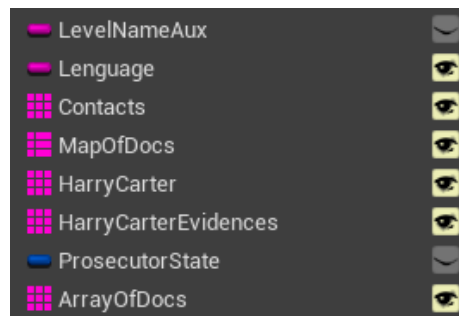 LevelNameAux
Lenguage
Contacts
MapOfDocs
HarryCarter
HarryCarterEvidences
ProsecutorState
ArrayOfDocs